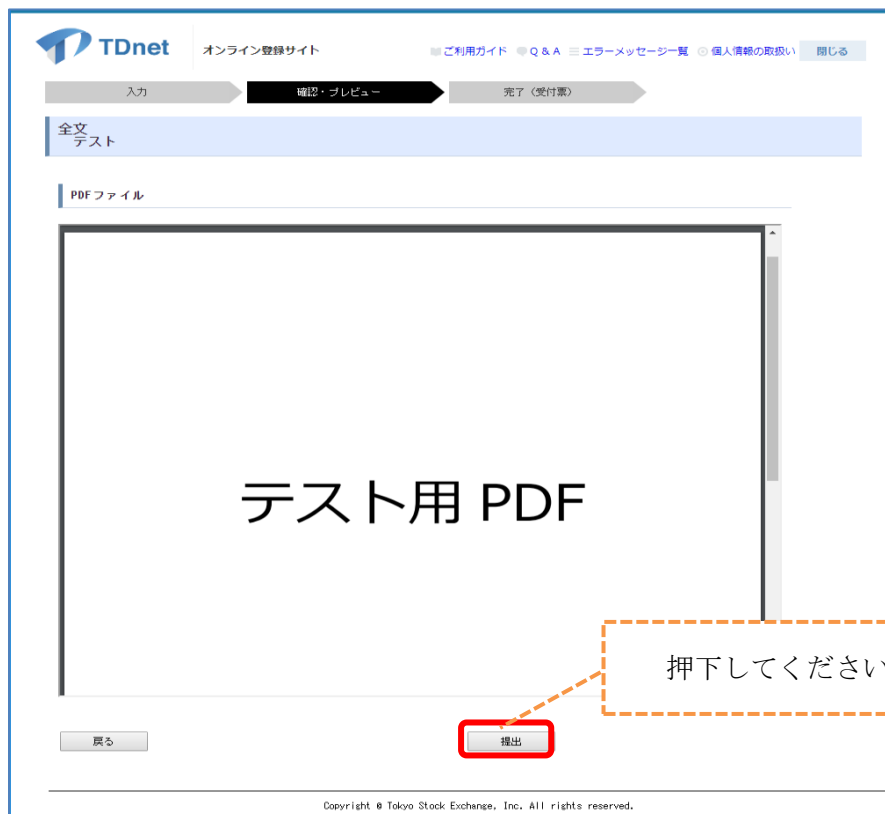 TDnet オンライン登録サイト ご利用ガイド Q & A エラーメッセージ一覧 個人情報の取扱い 閉じる
入力 確認・プレビュー 完了（受付票）
全文
テスト
PDFファイル
テスト用 PDF
押下してください
戻る 提出
Copyright © Tokyo Stock Exchange, Inc. All rights reserved.